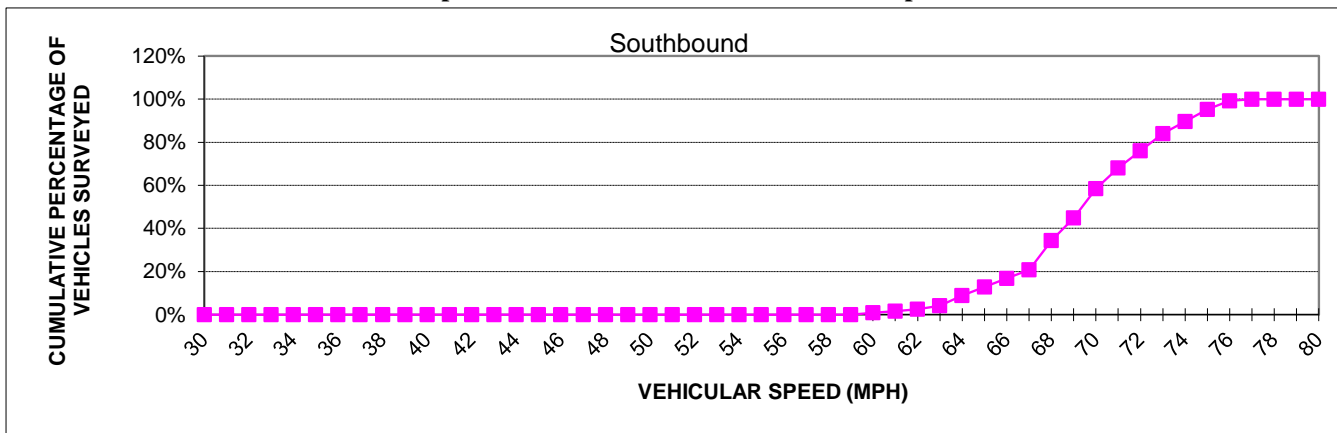 Southbound
CUMULATIVE PERCENTAGE OF
VEHICLES SURVEYED
120%
100%
80%
60%
40%
20%
0%
30 32 34 36 38 40 42 44 46 48 50 52 54 56 58 60 62 64 66 68 70 72 74 76 78 80
VEHICULAR SPEED (MPH)